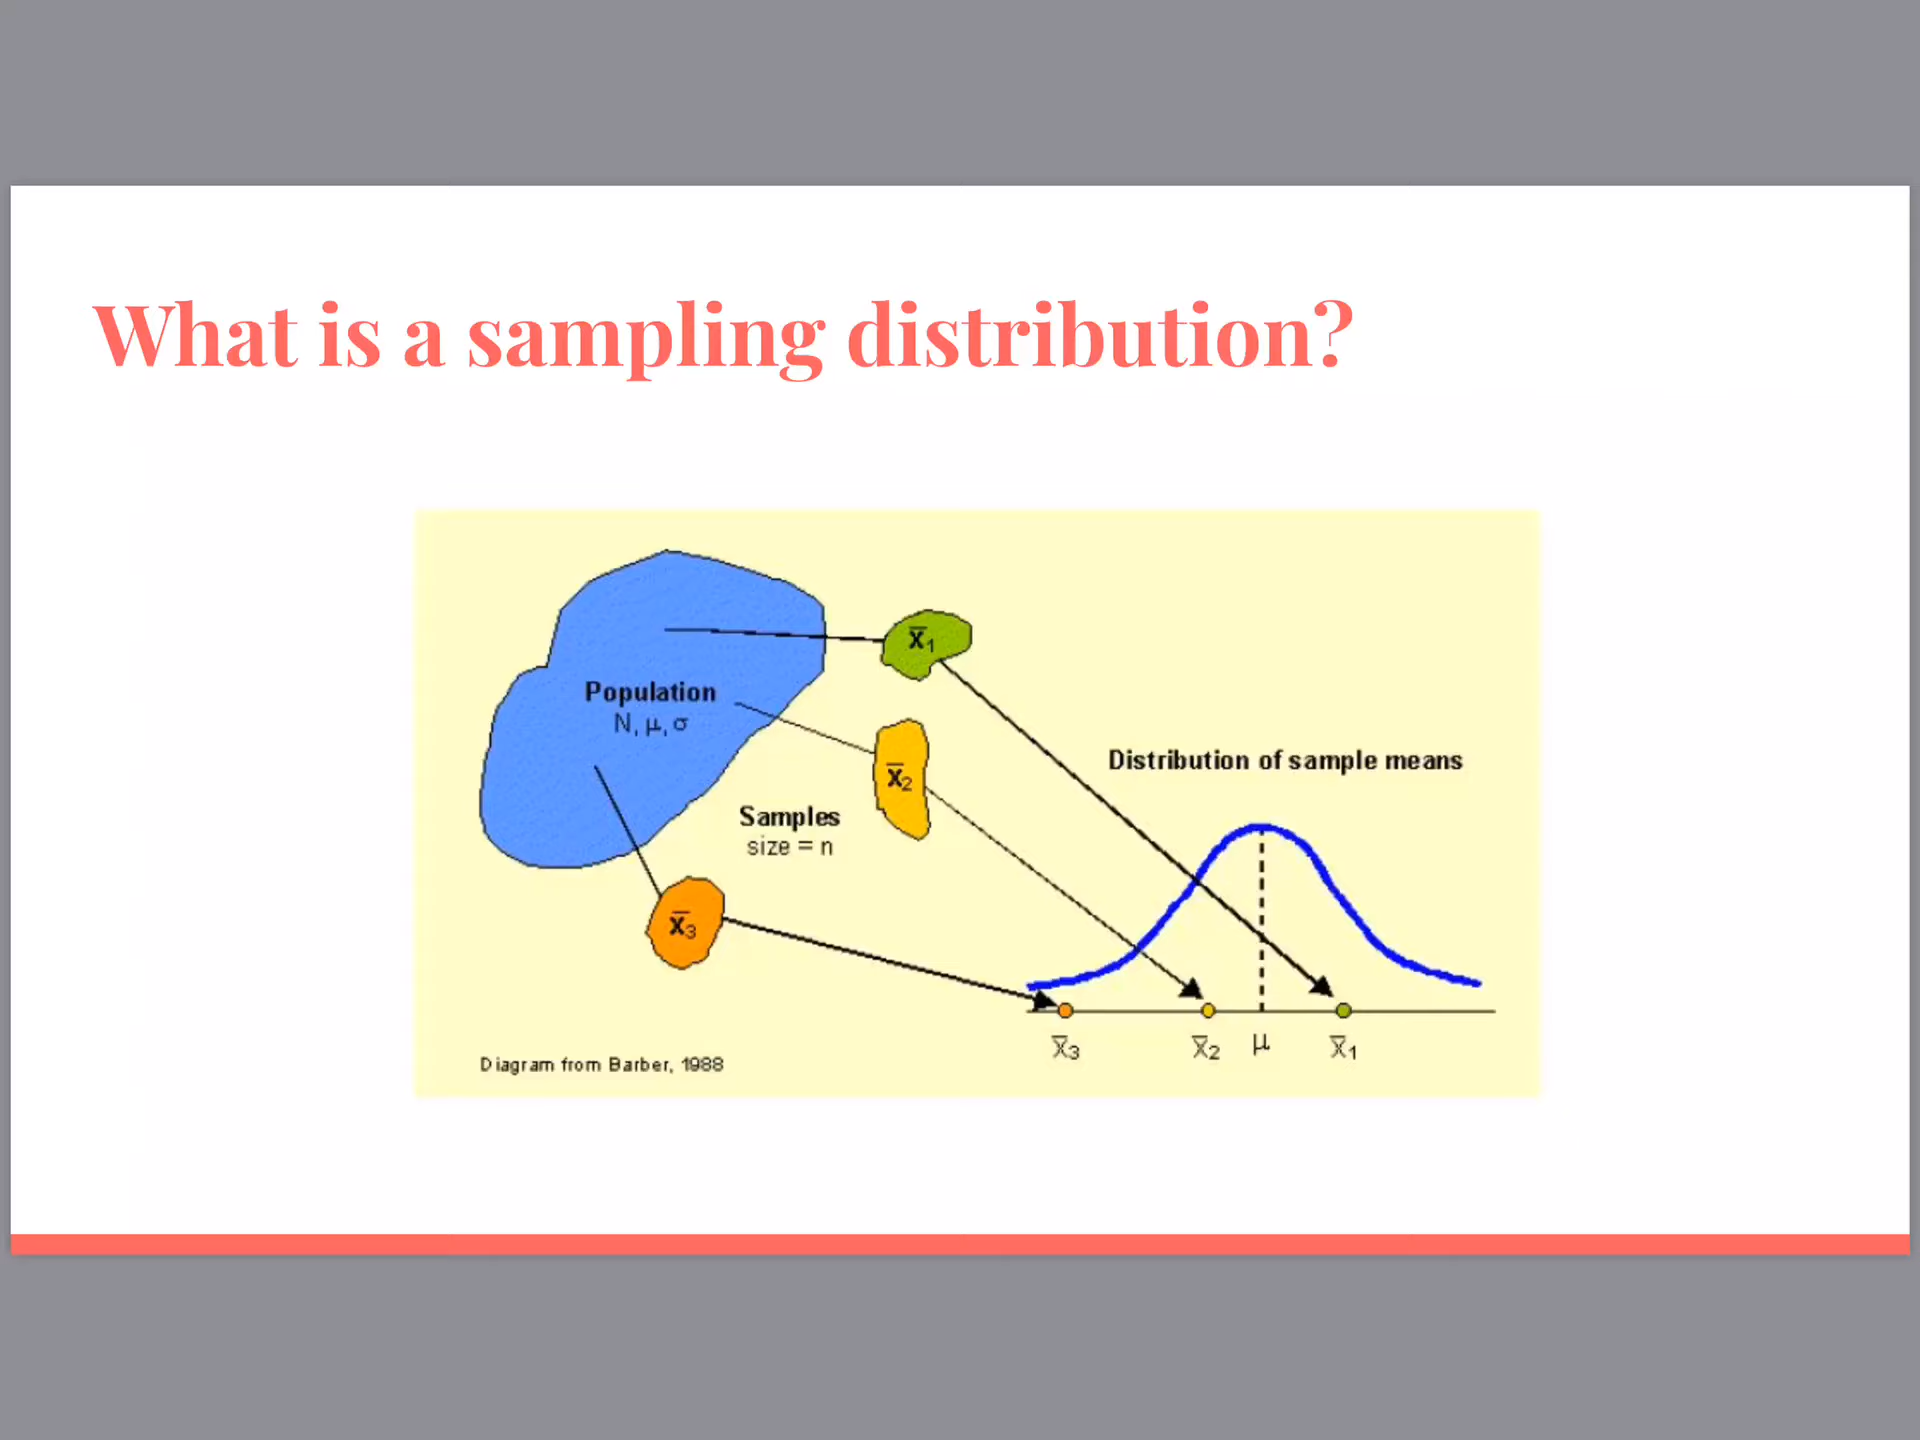 What is a sampling distribution?
x̅1
Population
N, μ, σ
x̅2
Distribution of sample means
Samples
size = n
x̅3
x̅3 x̅2 μ x̅1
Diagram from Barber, 1988